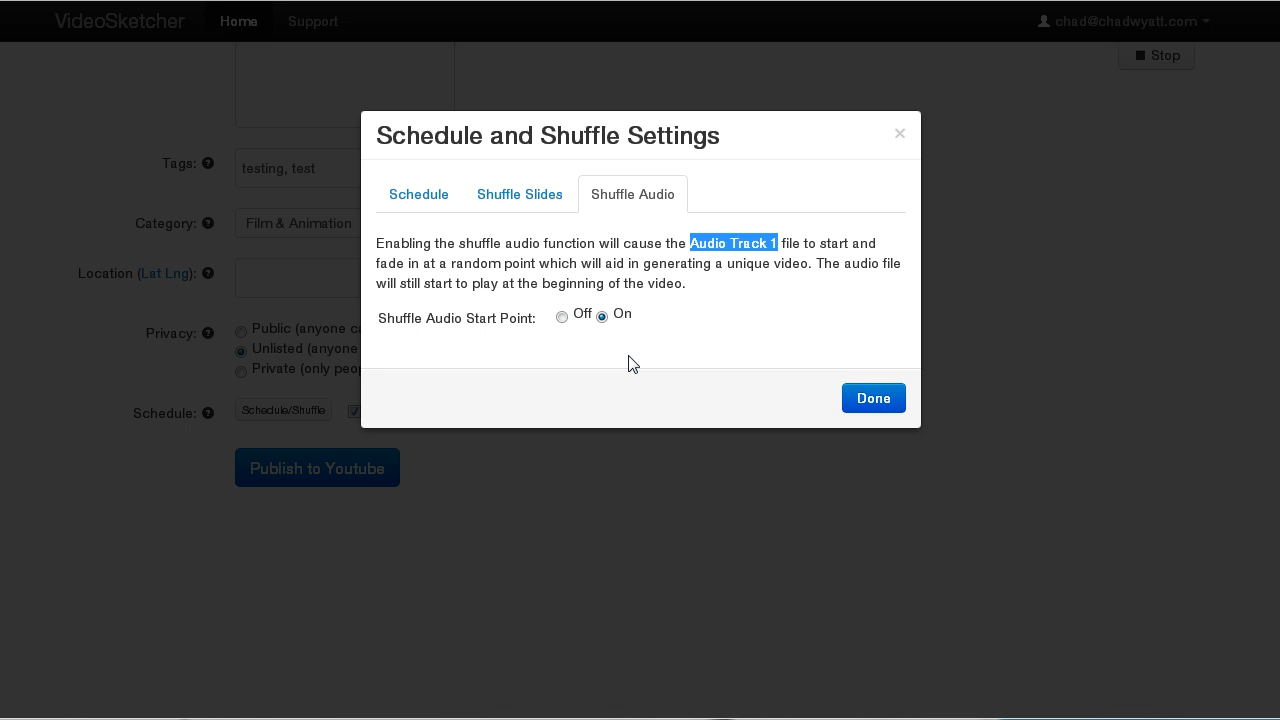 VideoSketcher Home Support chad@chadwyatt.com
Stop
Schedule and Shuffle Settings ×
Tags: testing, test
Schedule Shuffle Slides Shuffle Audio
Category: Film & Animation
Enabling the shuffle audio function will cause the Audio Track 1 file to start and
fade in at a random point which will aid in generating a unique video. The audio file
will still start to play at the beginning of the video.
Location (Lat Lng):
Shuffle Audio Start Point: Off On
Privacy: Public (anyone
Unlisted (anyone
Private (only
Schedule: Schedule/Shuffle
Done
Publish to Youtube